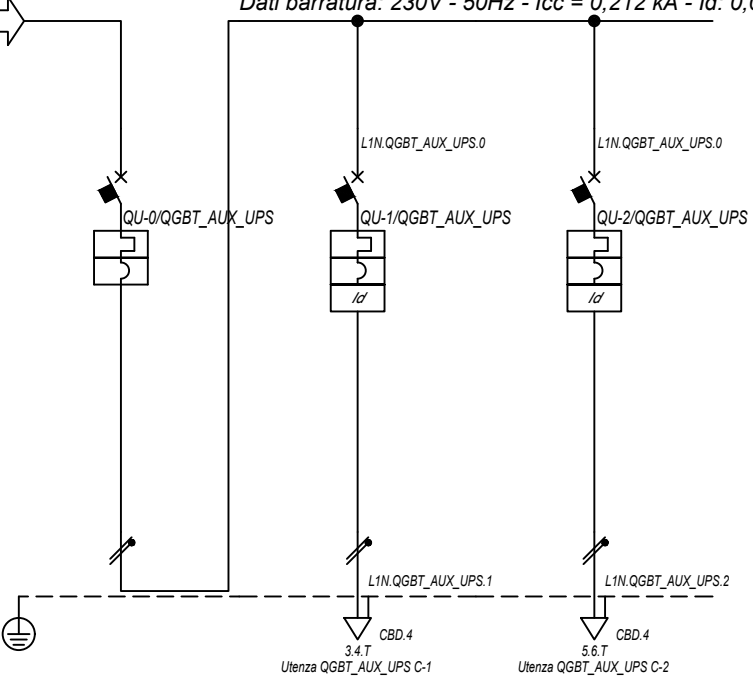 Dati barratura: 230V - 50Hz - Icc = 0,212 kA - Id: 0,
L1N.QGBT_AUX_UPS.0
L1N.QGBT_AUX_UPS.0
QU-0/QGBT_AUX_UPS
QU-1/QGBT_AUX_UPS
QU-2/QGBT_AUX_UPS
Id
Id
L1N.QGBT_AUX_UPS.1
L1N.QGBT_AUX_UPS.2
CBD.4
CBD.4
3.4.T
5.6.T
Utenza QGBT_AUX_UPS C-1
Utenza QGBT_AUX_UPS C-2